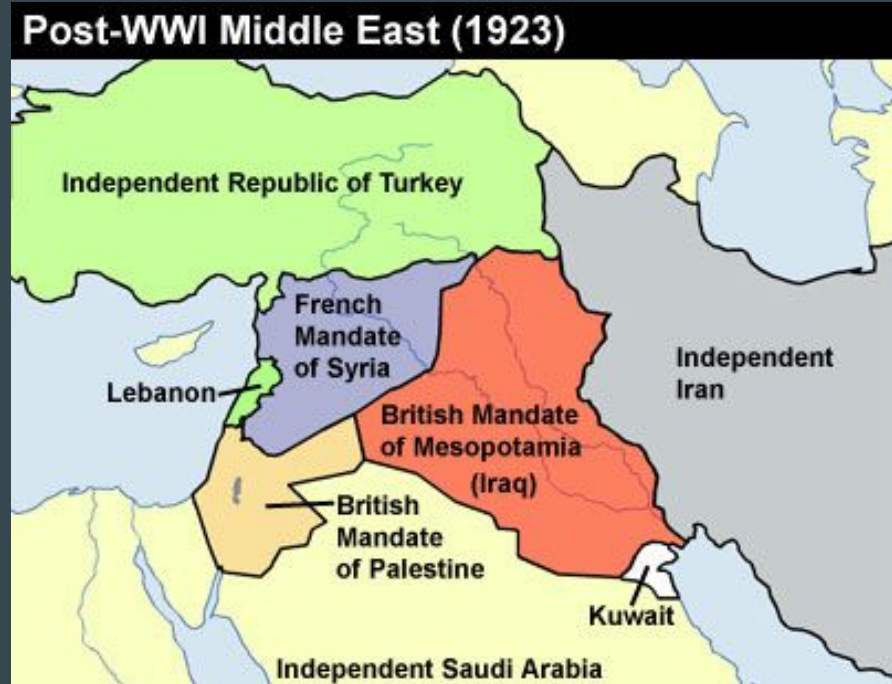 Post-WWI Middle East (1923)
Independent Republic of Turkey
French
Mandate
of Syria
Lebanon
Independent
Iran
British Mandate
of Mesopotamia
(Iraq)
British
Mandate
of Palestine
Kuwait
Independent Saudi Arabia